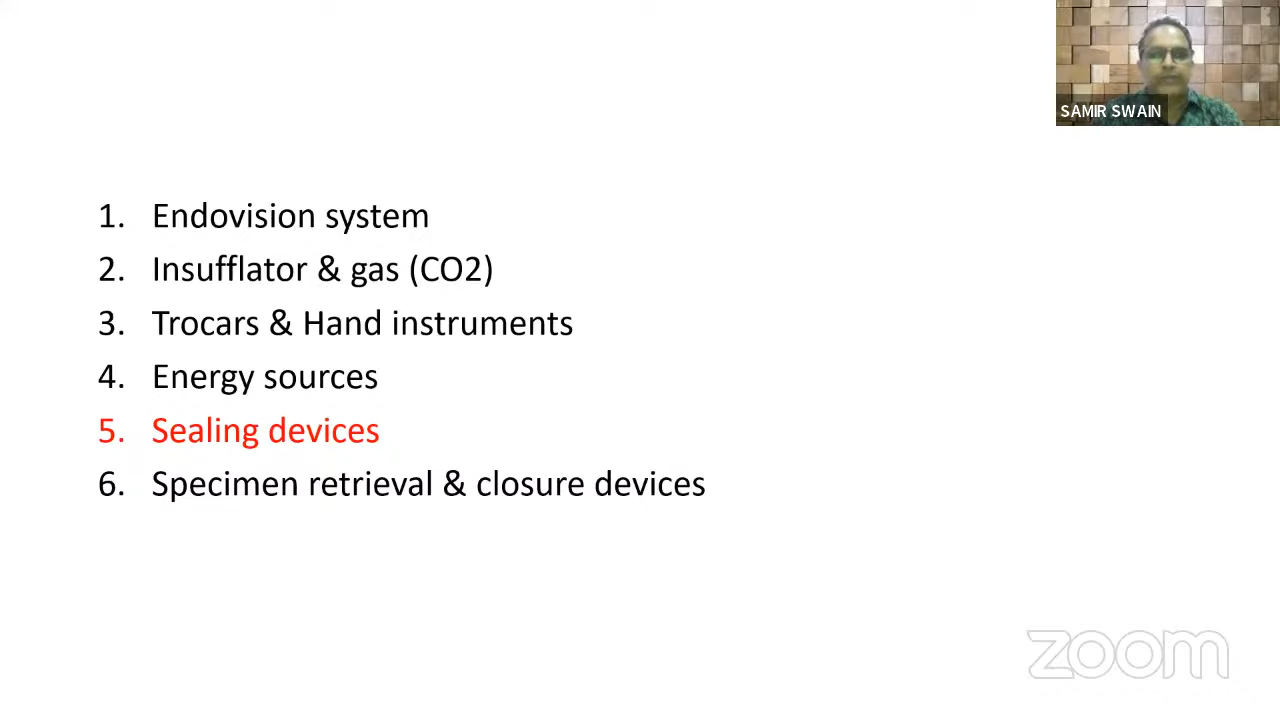 SAMIR SWAIN
1. Endovision system
2. Insufflator & gas (CO2)
3. Trocars & Hand instruments
4. Energy sources
5. Sealing devices
6. Specimen retrieval & closure devices
zoom